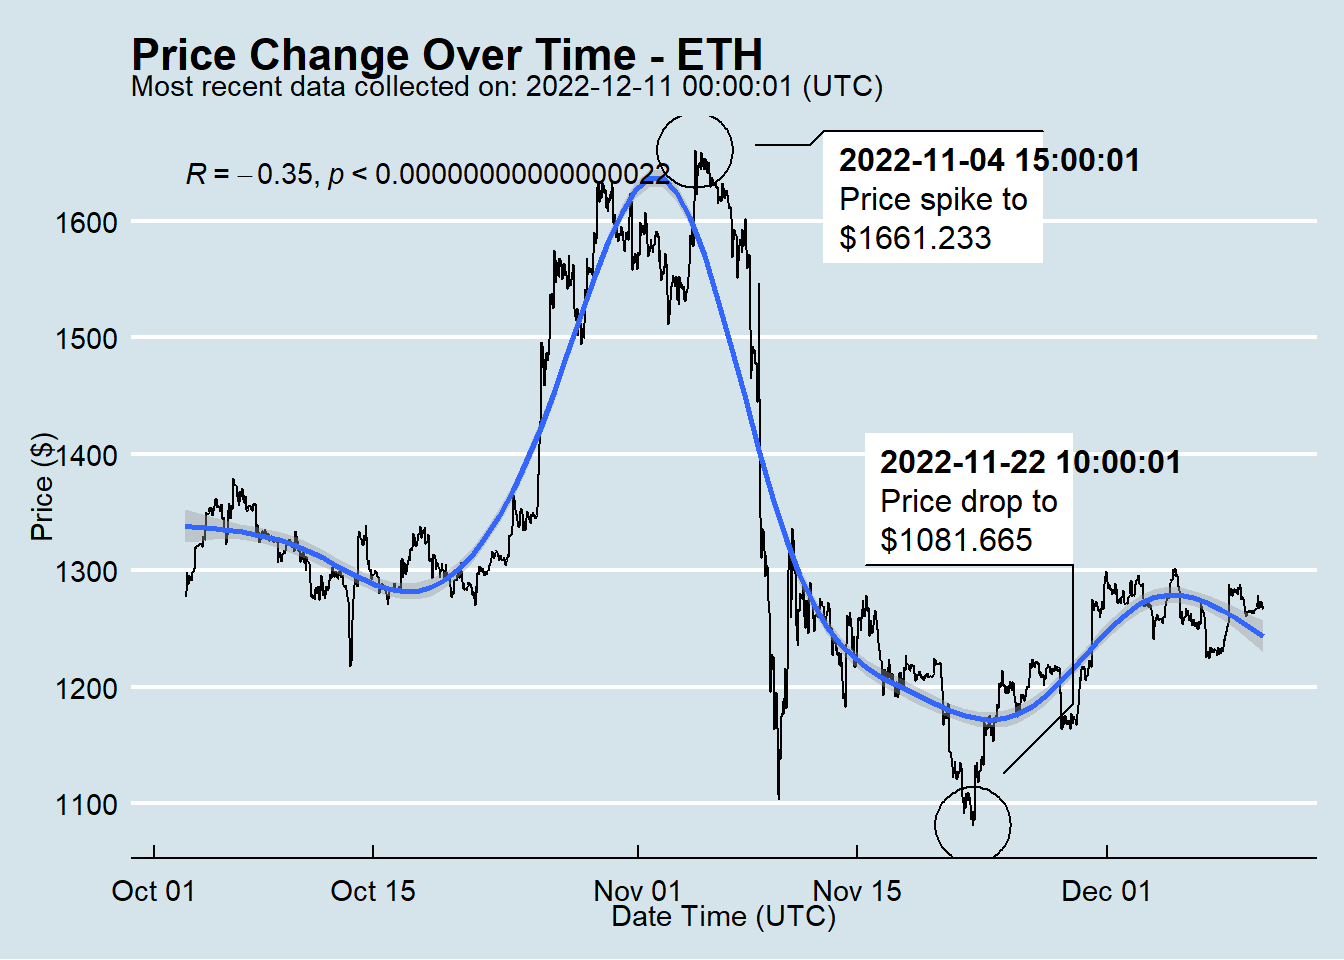 Price Change Over Time - ETH
Most recent data collected on: 2022-12-11 00:00:01 (UTC)
R = −0.35, p < 0.00000000000000022
2022-11-04 15:00:01
Price spike to
$1661.233
1600
1500
1400
1300
1200
1100
Price ($)
2022-11-22 10:00:01
Price drop to
$1081.665
Oct 01
Oct 15
Nov 01
Nov 15
Dec 01
Date Time (UTC)